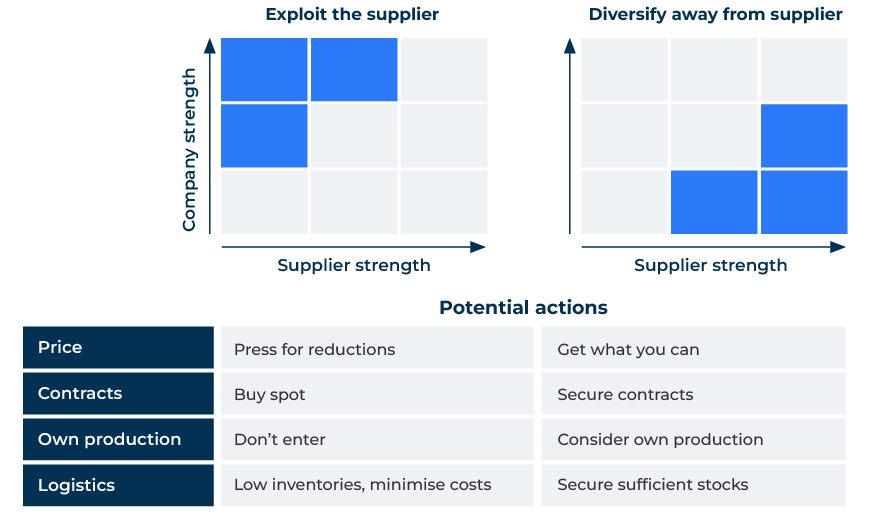 Exploit the supplier
Diversify away from supplier
Company strength
Supplier strength
Supplier strength
Potential actions
Price
Press for reductions
Get what you can
Contracts
Buy spot
Secure contracts
Own production
Don’t enter
Consider own production
Logistics
Low inventories, minimise costs
Secure sufficient stocks